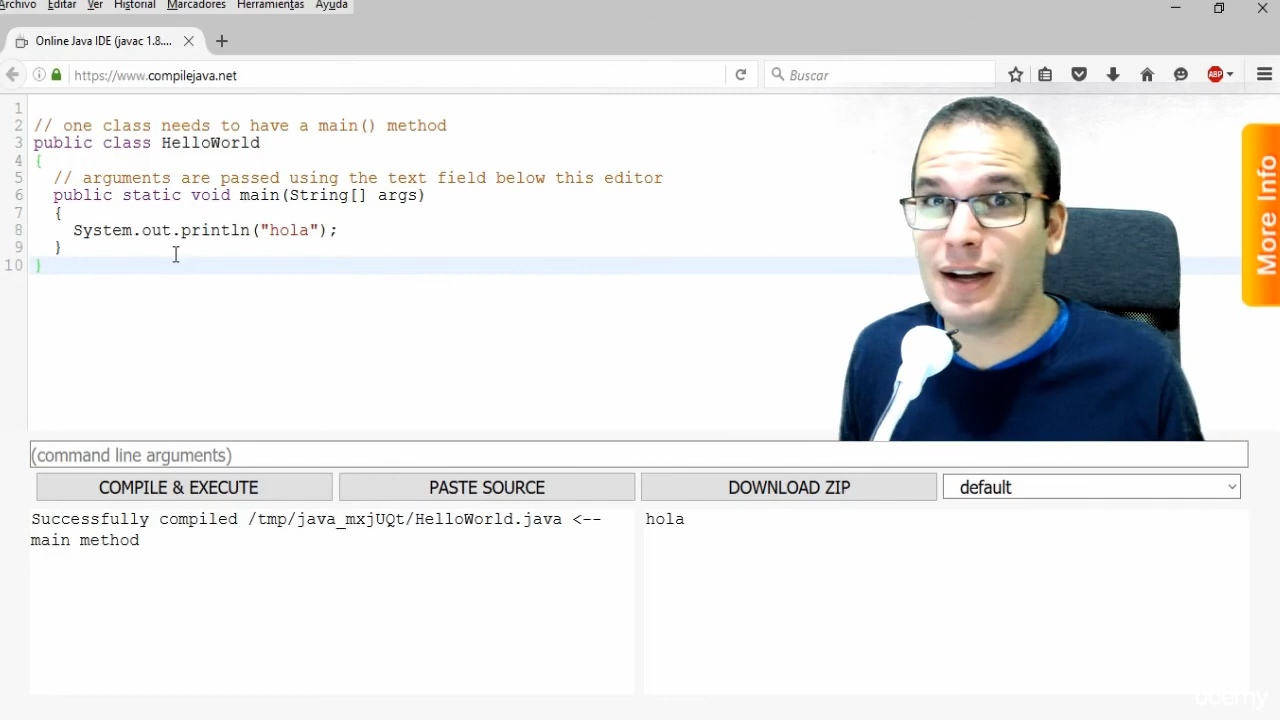 Archivo Editar Ver Historial Marcadores Herramientas Ayuda
Online Java IDE (javac 1.8....
https://www.compilejava.net
Buscar
ABP
1
2 // one class needs to have a main() method
3 public class HelloWorld
4 {
5 // arguments are passed using the text field below this editor
6 public static void main(String[] args)
7 {
8 System.out.println("hola");
9 }
10 }
More Info
(command line arguments)
COMPILE & EXECUTE
PASTE SOURCE
DOWNLOAD ZIP
default
Successfully compiled /tmp/java_mxjUQt/HelloWorld.java <--
main method
hola
udemy